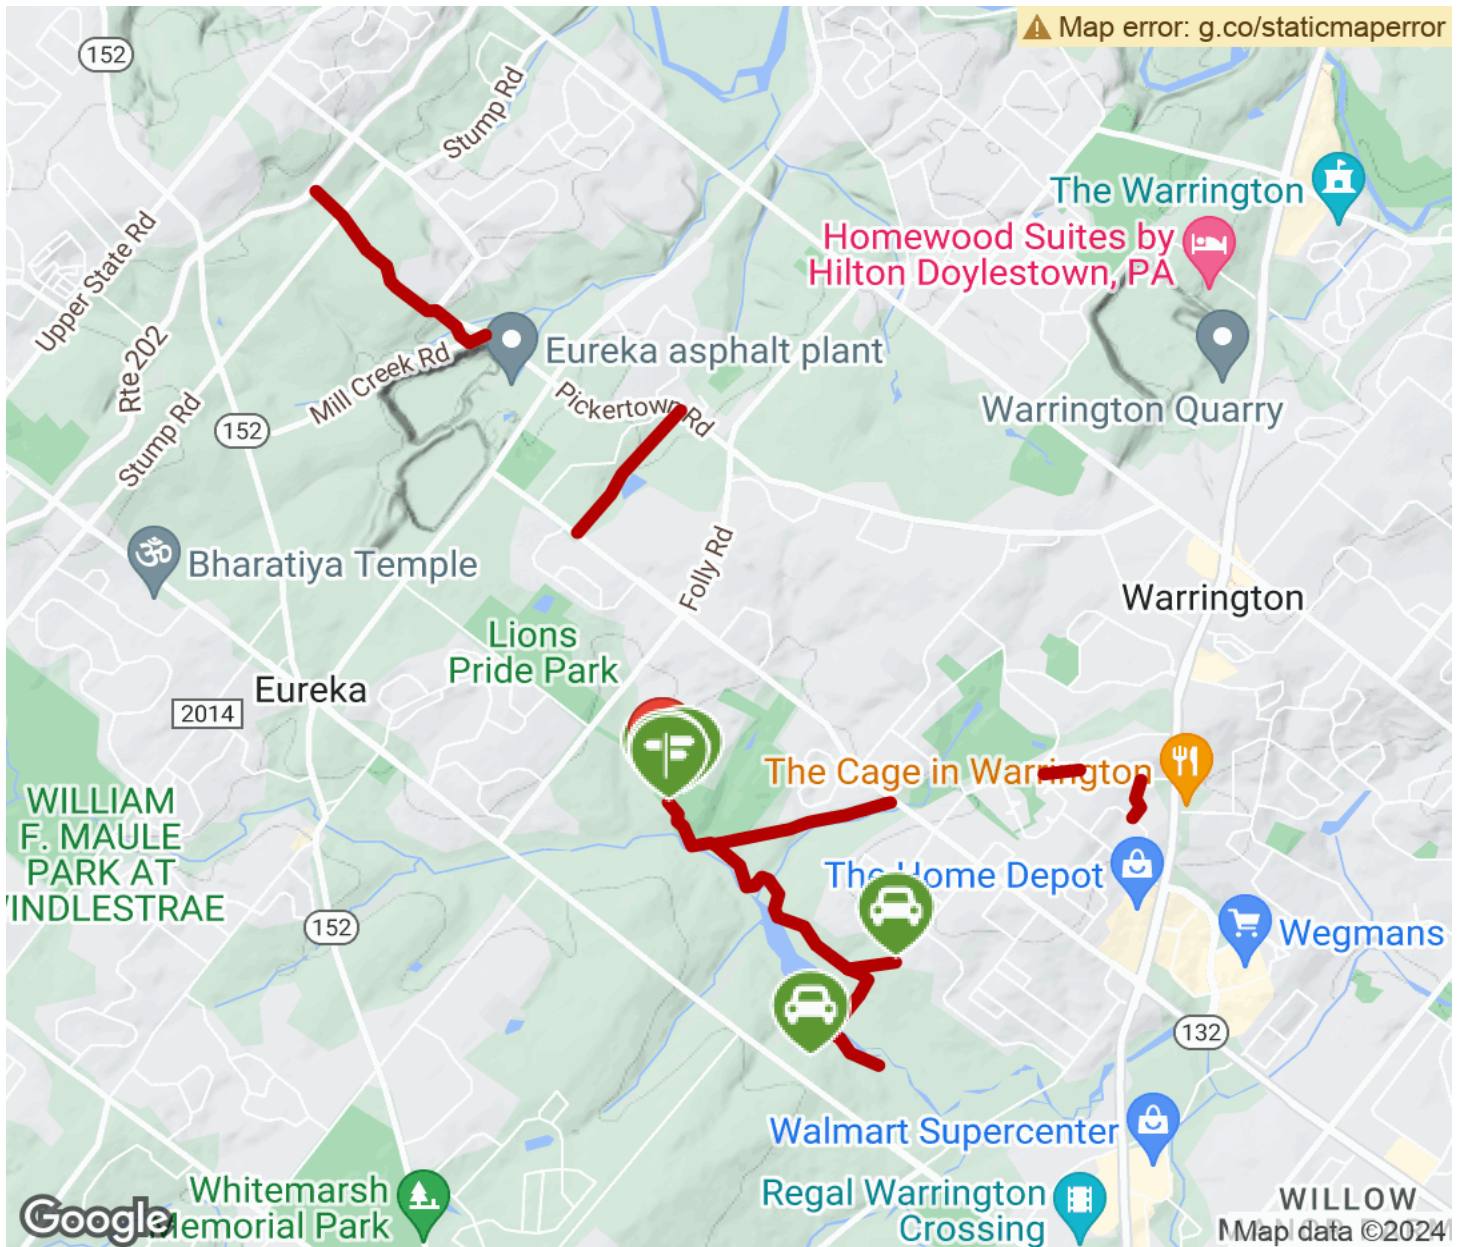 Map error: g.co/staticmaperror
152
Stump Rd
The Warrington
Homewood Suites by
Hilton Doylestown, PA
Upper State Rd
Rte 202
Mill Creek Rd
Eureka asphalt plant
Pickertown Rd
Warrington Quarry
Stump Rd
152
Bharatiya Temple
Folly Rd
Warrington
Lions
Pride Park
Eureka
2014
The Cage in Warrington
WILLIAM
F. MAULE
PARK AT
VINDLESTRAE
The Home Depot
152
Wegmans
132
Walmart Supercenter
Whitemarsh
Memorial Park
Regal Warrington
Crossing
WILLOW
Google
Map data ©2024